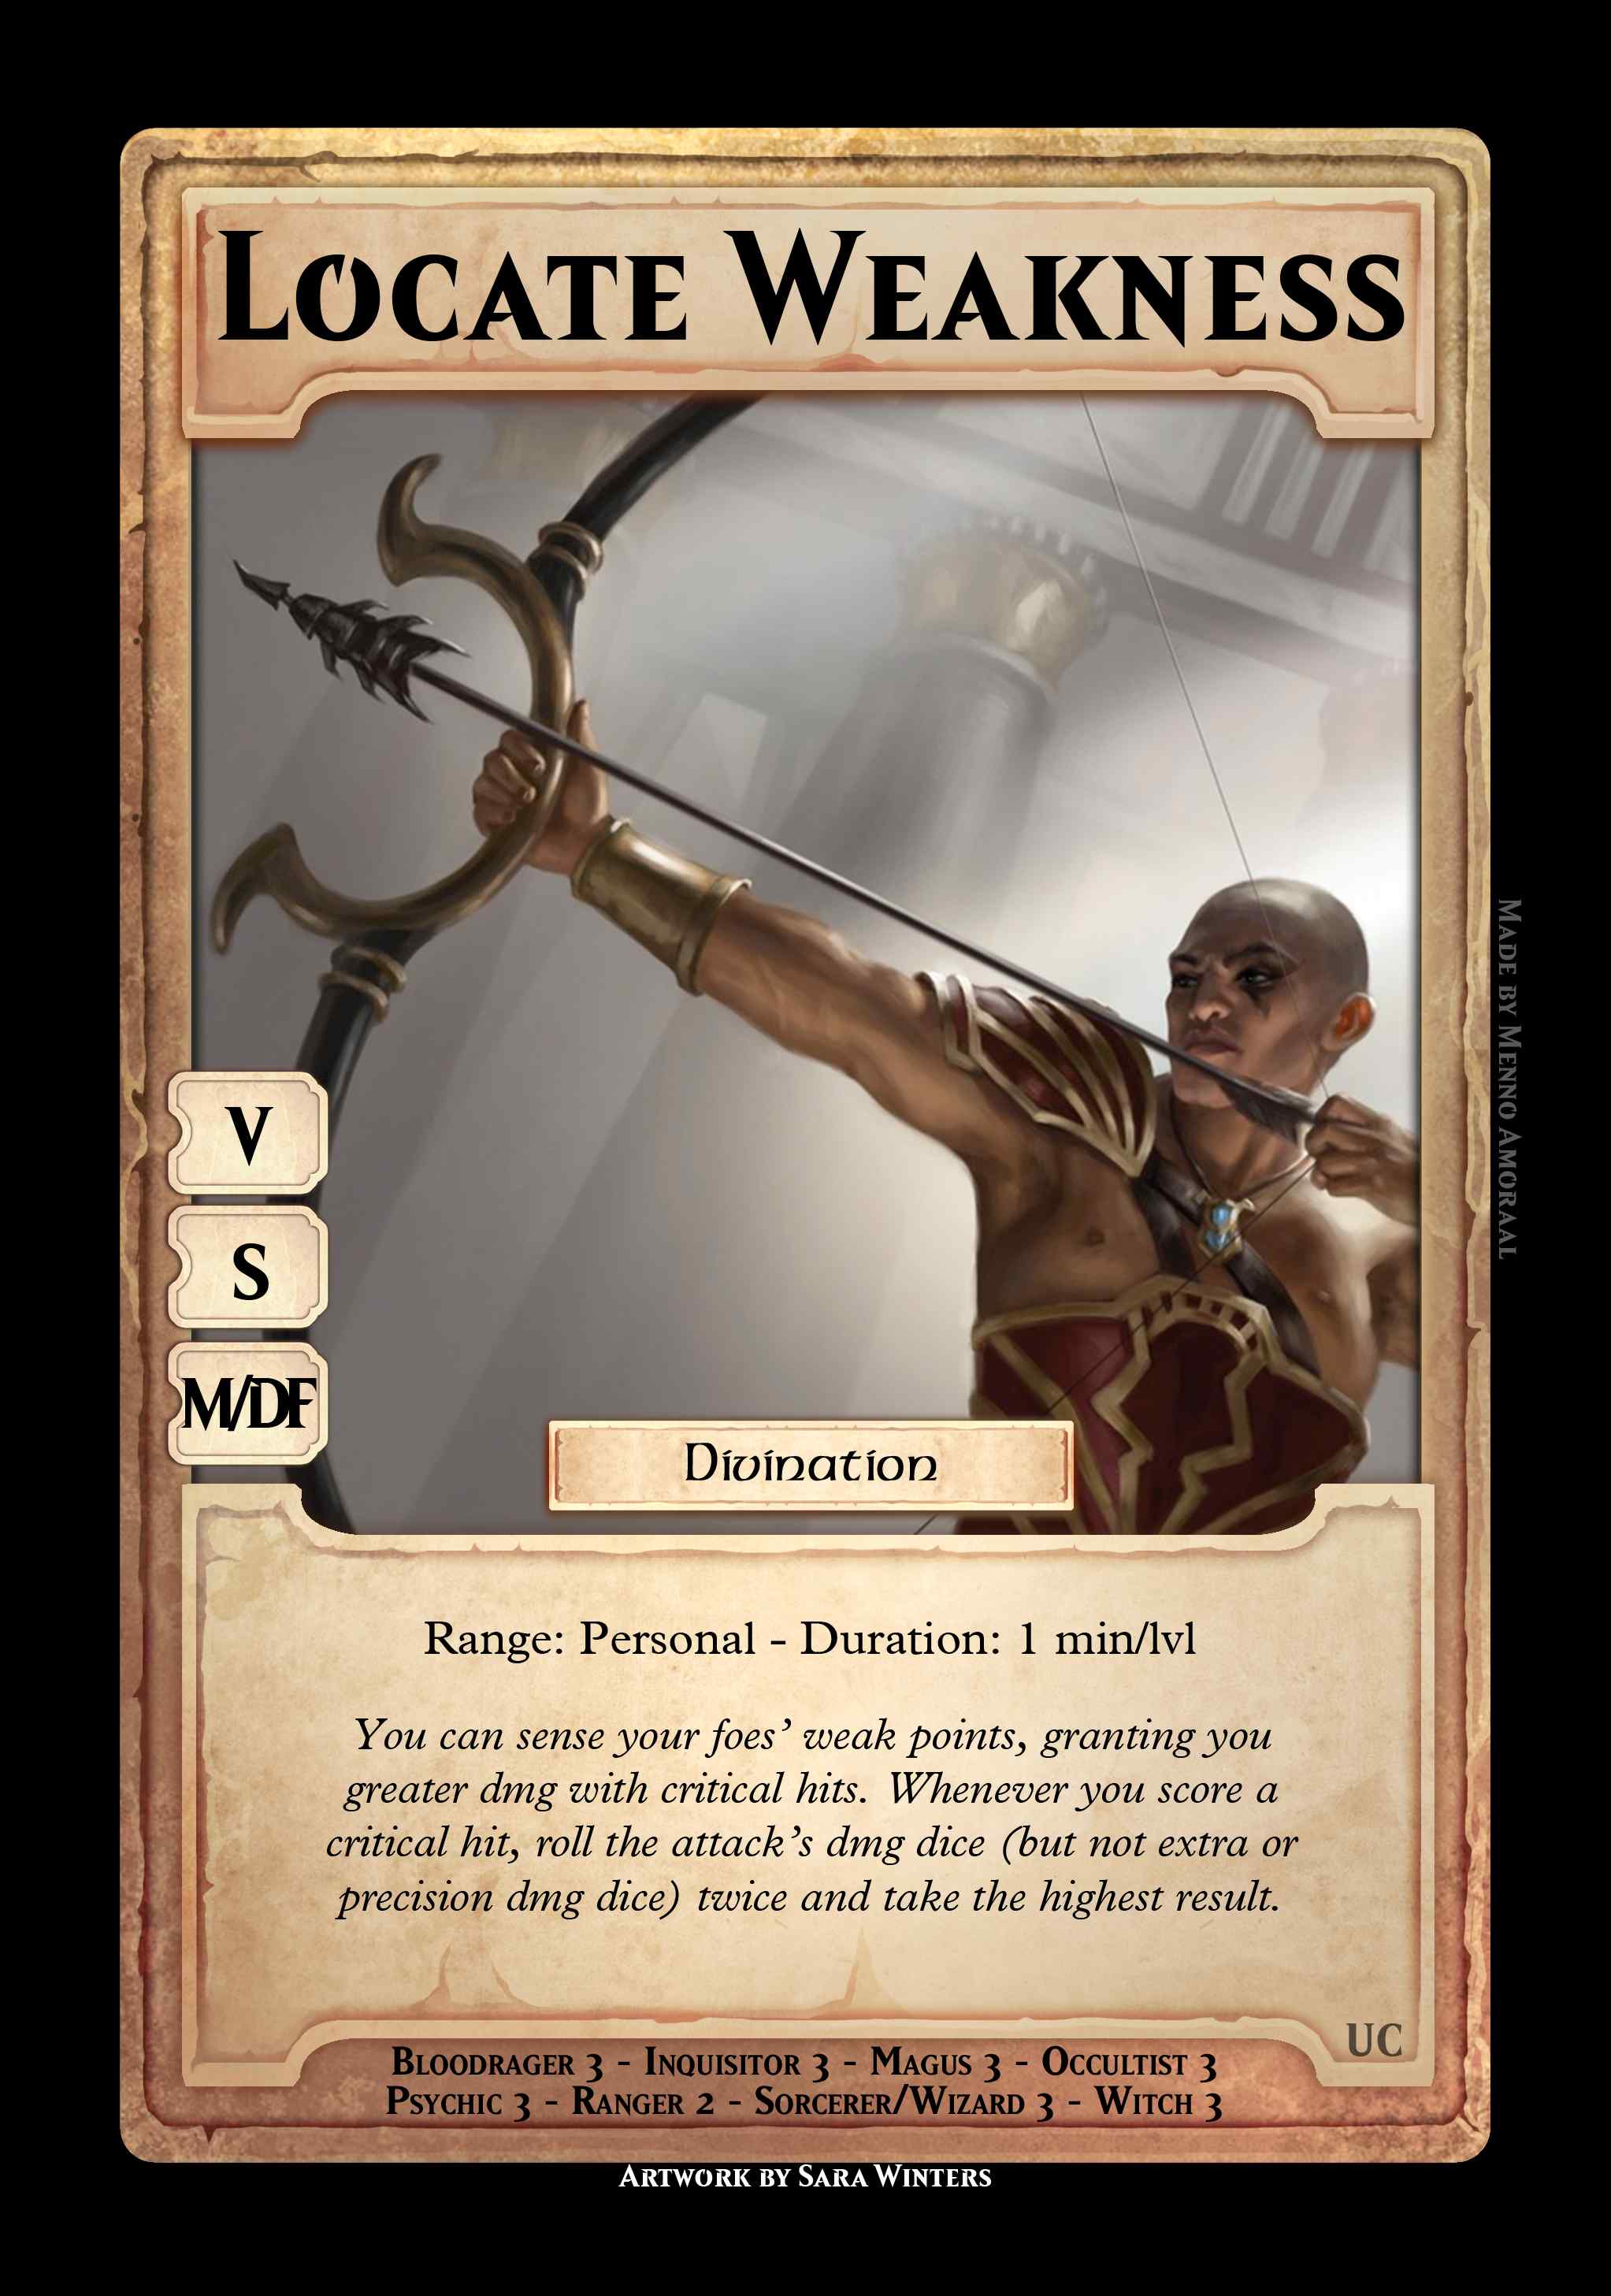 Locate Weakness
V
S
M/DF
Divination
Range: Personal - Duration: 1 min/lvl
You can sense your foes’ weak points, granting you
greater dmg with critical hits. Whenever you score a
critical hit, roll the attack’s dmg dice (but not extra or
precision dmg dice) twice and take the highest result.
UC
Bloodrager 3 - Inquisitor 3 - Magus 3 - Occultist 3
Psychic 3 - Ranger 2 - Sorcerer/Wizard 3 - Witch 3
Artwork by Sara Winters
Made by Menno Amoraal